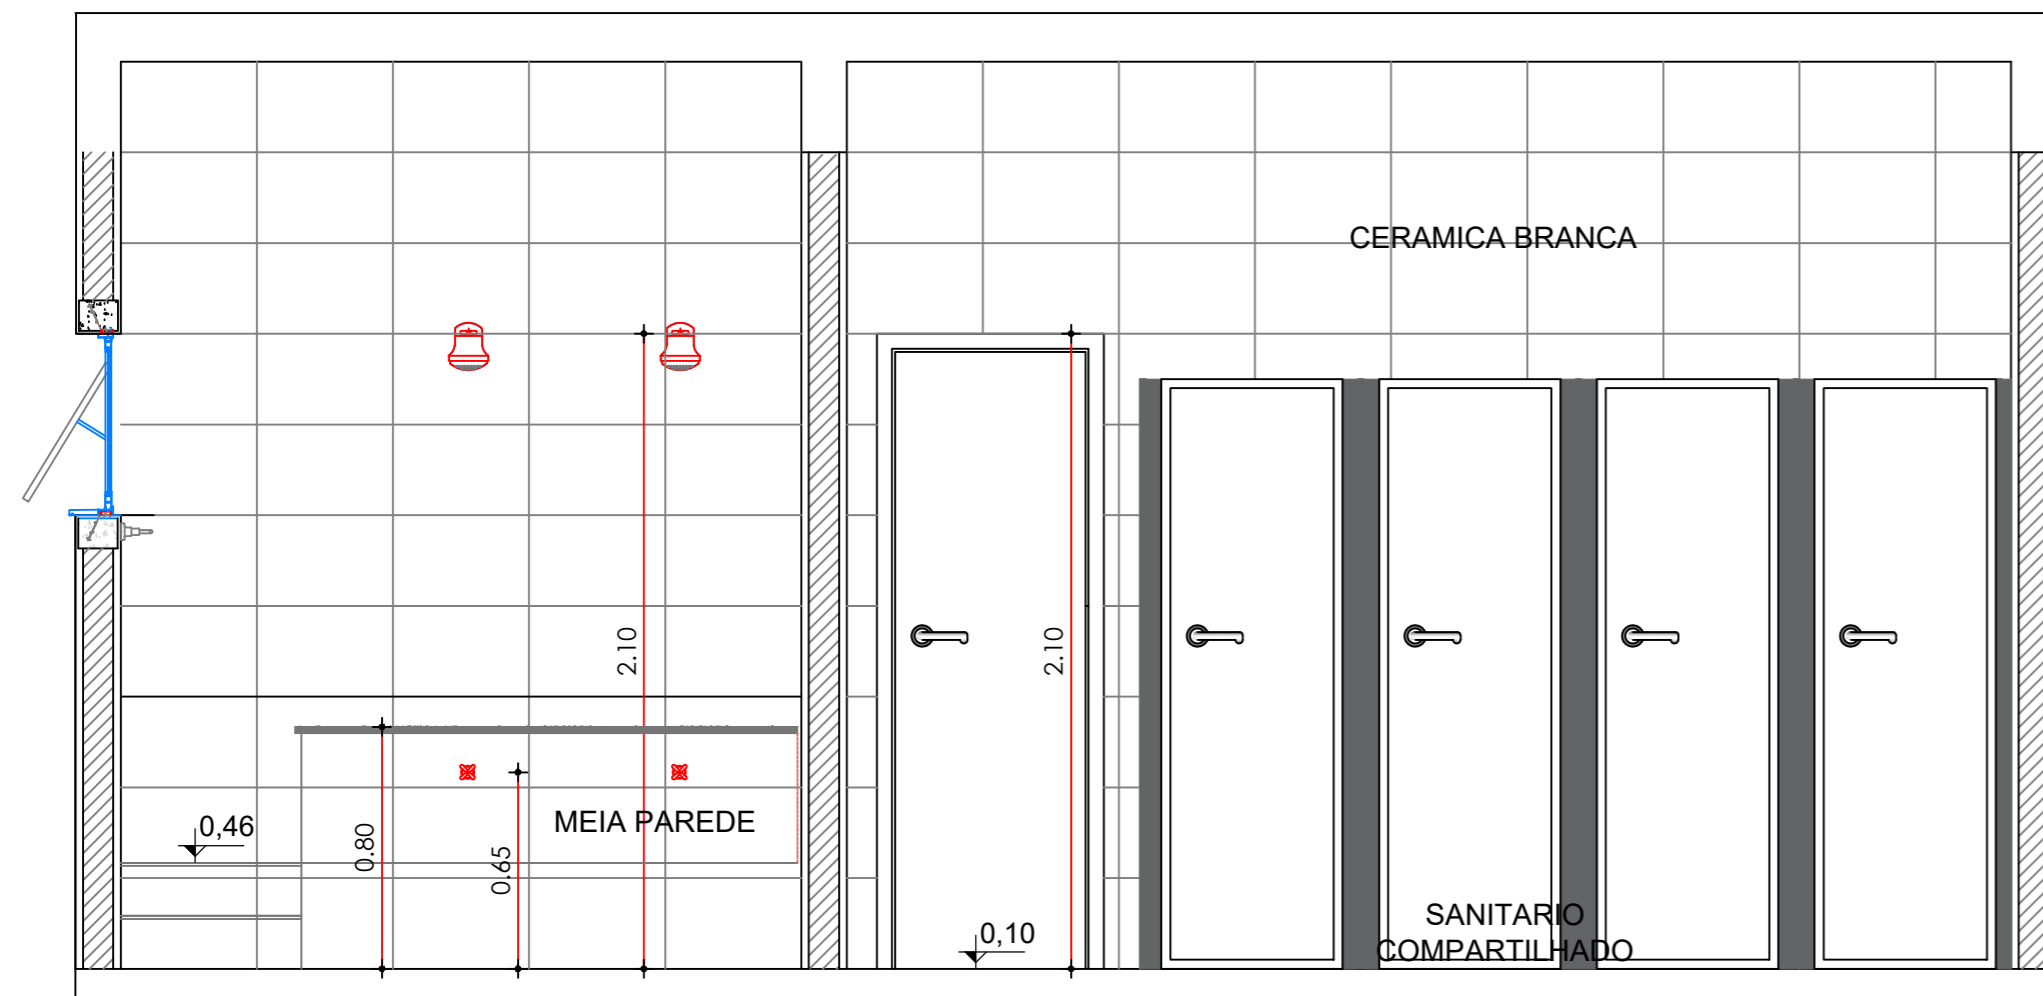 CERAMICA BRANCA
2.10
2.10
MEIA PAREDE
0,46
0.80
0.65
SANITARIO
COMPARTILHADO
0,10